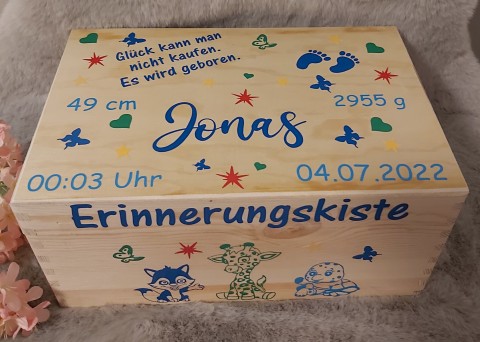 Glück kann man
nicht kaufen.
Es wird geboren.
49 cm
2955 g
Jonas
00:03 Uhr
04.07.2022
Erinnerungskiste